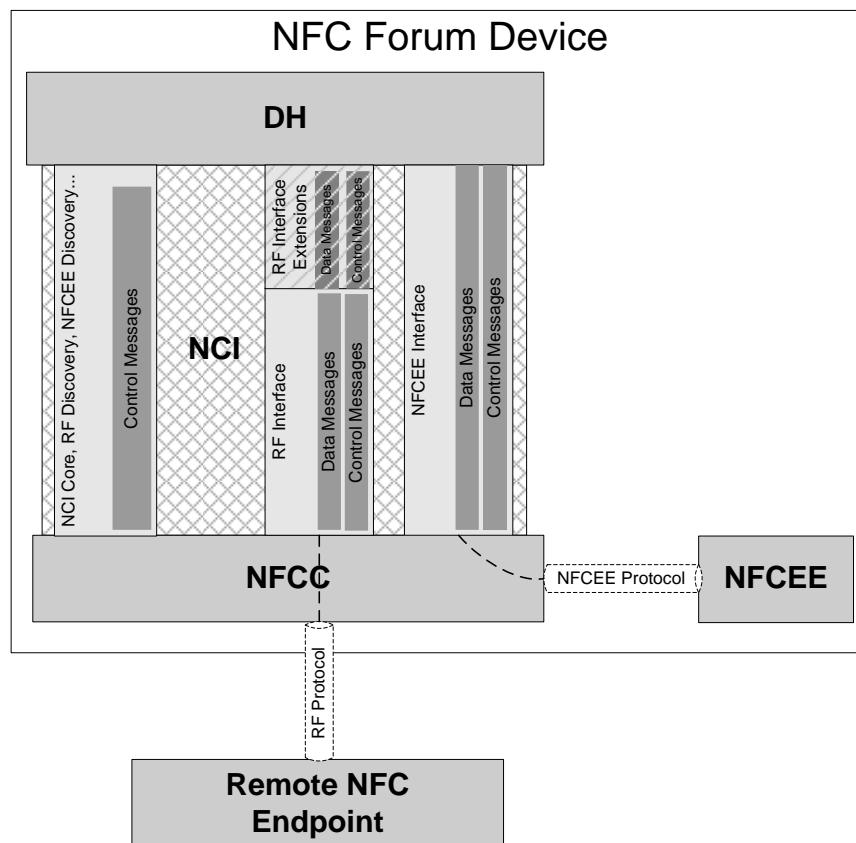 NFC Forum Device
DH
NCI Core, RF Discovery, NFCEE Discovery...
Control Messages
NCI
RF Interface
Extensions
Data Messages
Control Messages
RF Interface
Data Messages
Control Messages
NFCEE Interface
Data Messages
Control Messages
NFCC
NFCEE Protocol
NFCEE
RF Protocol
Remote NFC
Endpoint